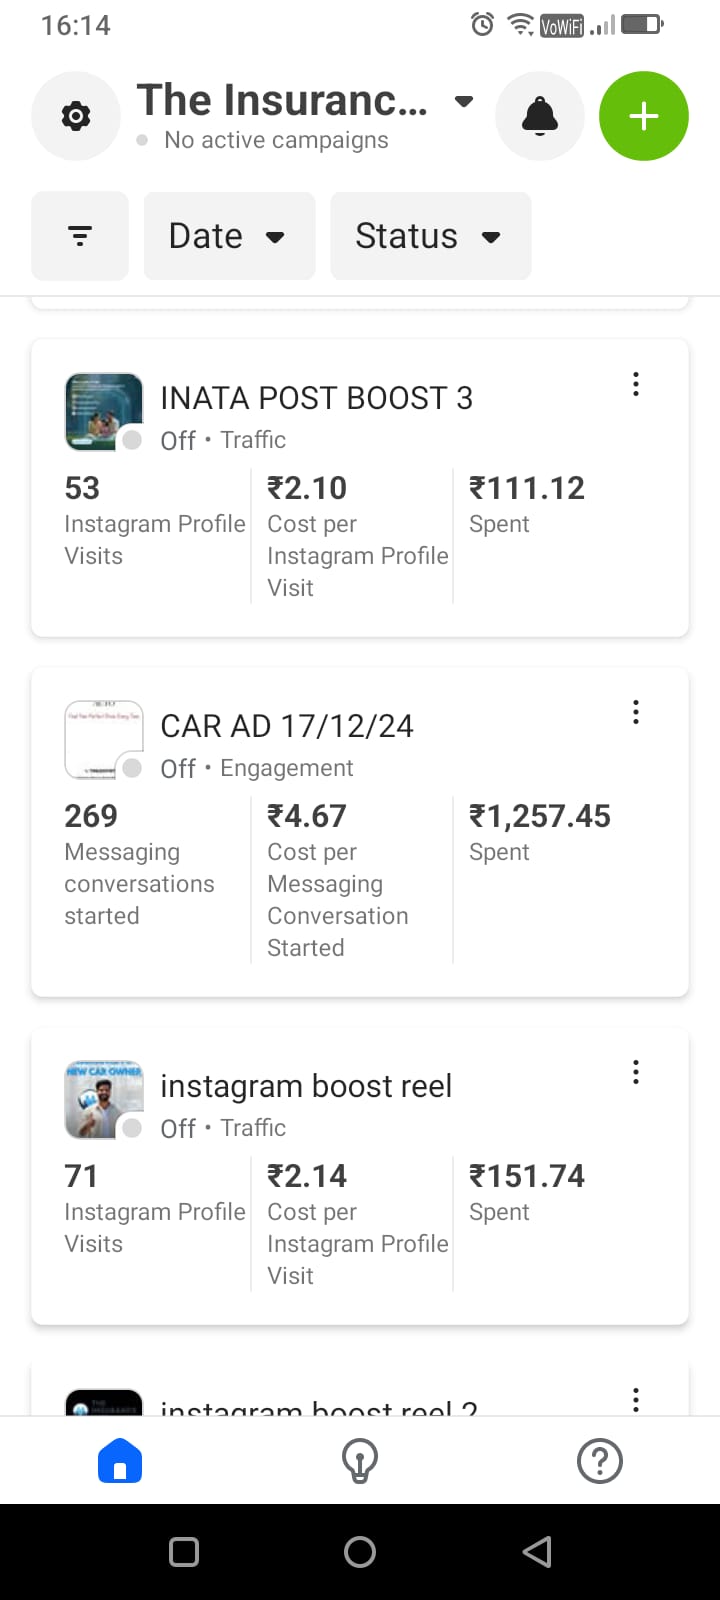 16:14
VoWiFi
The Insuranc...
No active campaigns
Date
Status
INATA POST BOOST 3
Off • Traffic
53
Instagram Profile
Visits
₹2.10
Cost per
Instagram Profile
Visit
₹111.12
Spent
CAR AD 17/12/24
Off • Engagement
269
Messaging
conversations
started
₹4.67
Cost per
Messaging
Conversation
Started
₹1,257.45
Spent
NEW CAR OWNER
instagram boost reel
Off • Traffic
71
Instagram Profile
Visits
₹2.14
Cost per
Instagram Profile
Visit
₹151.74
Spent
instagram boost reel 2